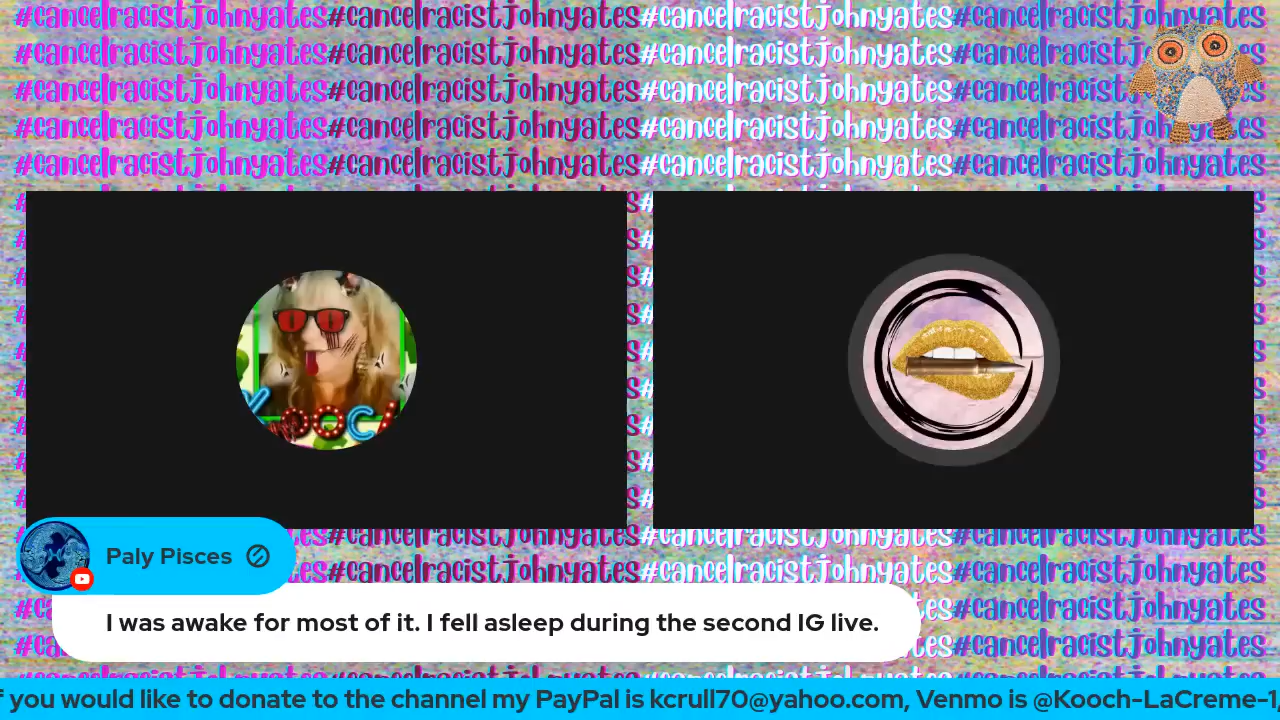 #cancelracistjohnyates#cancelracistjohnyates#cancelracistjohnyates#cancelracistjohnyates
#cancelracistjohnyates#cancelracistjohnyates#cancelracistjohnyates#cancelracistjohnyates
#cancelracistjohnyates#cancelracistjohnyates#cancelracistjohnyates#cancelracistjohnyates
#cancelracistjohnyates#cancelracistjohnyates#cancelracistjohnyates#cancelracistjohnyates
#cancelracistjohnyates#cancelracistjohnyates#cancelracistjohnyates#cancelracistjohnyates
Paly Pisces
I was awake for most of it. I fell asleep during the second IG live.
f you would like to donate to the channel my PayPal is kcrull70@yahoo.com, Venmo is @Kooch-LaCreme-1,